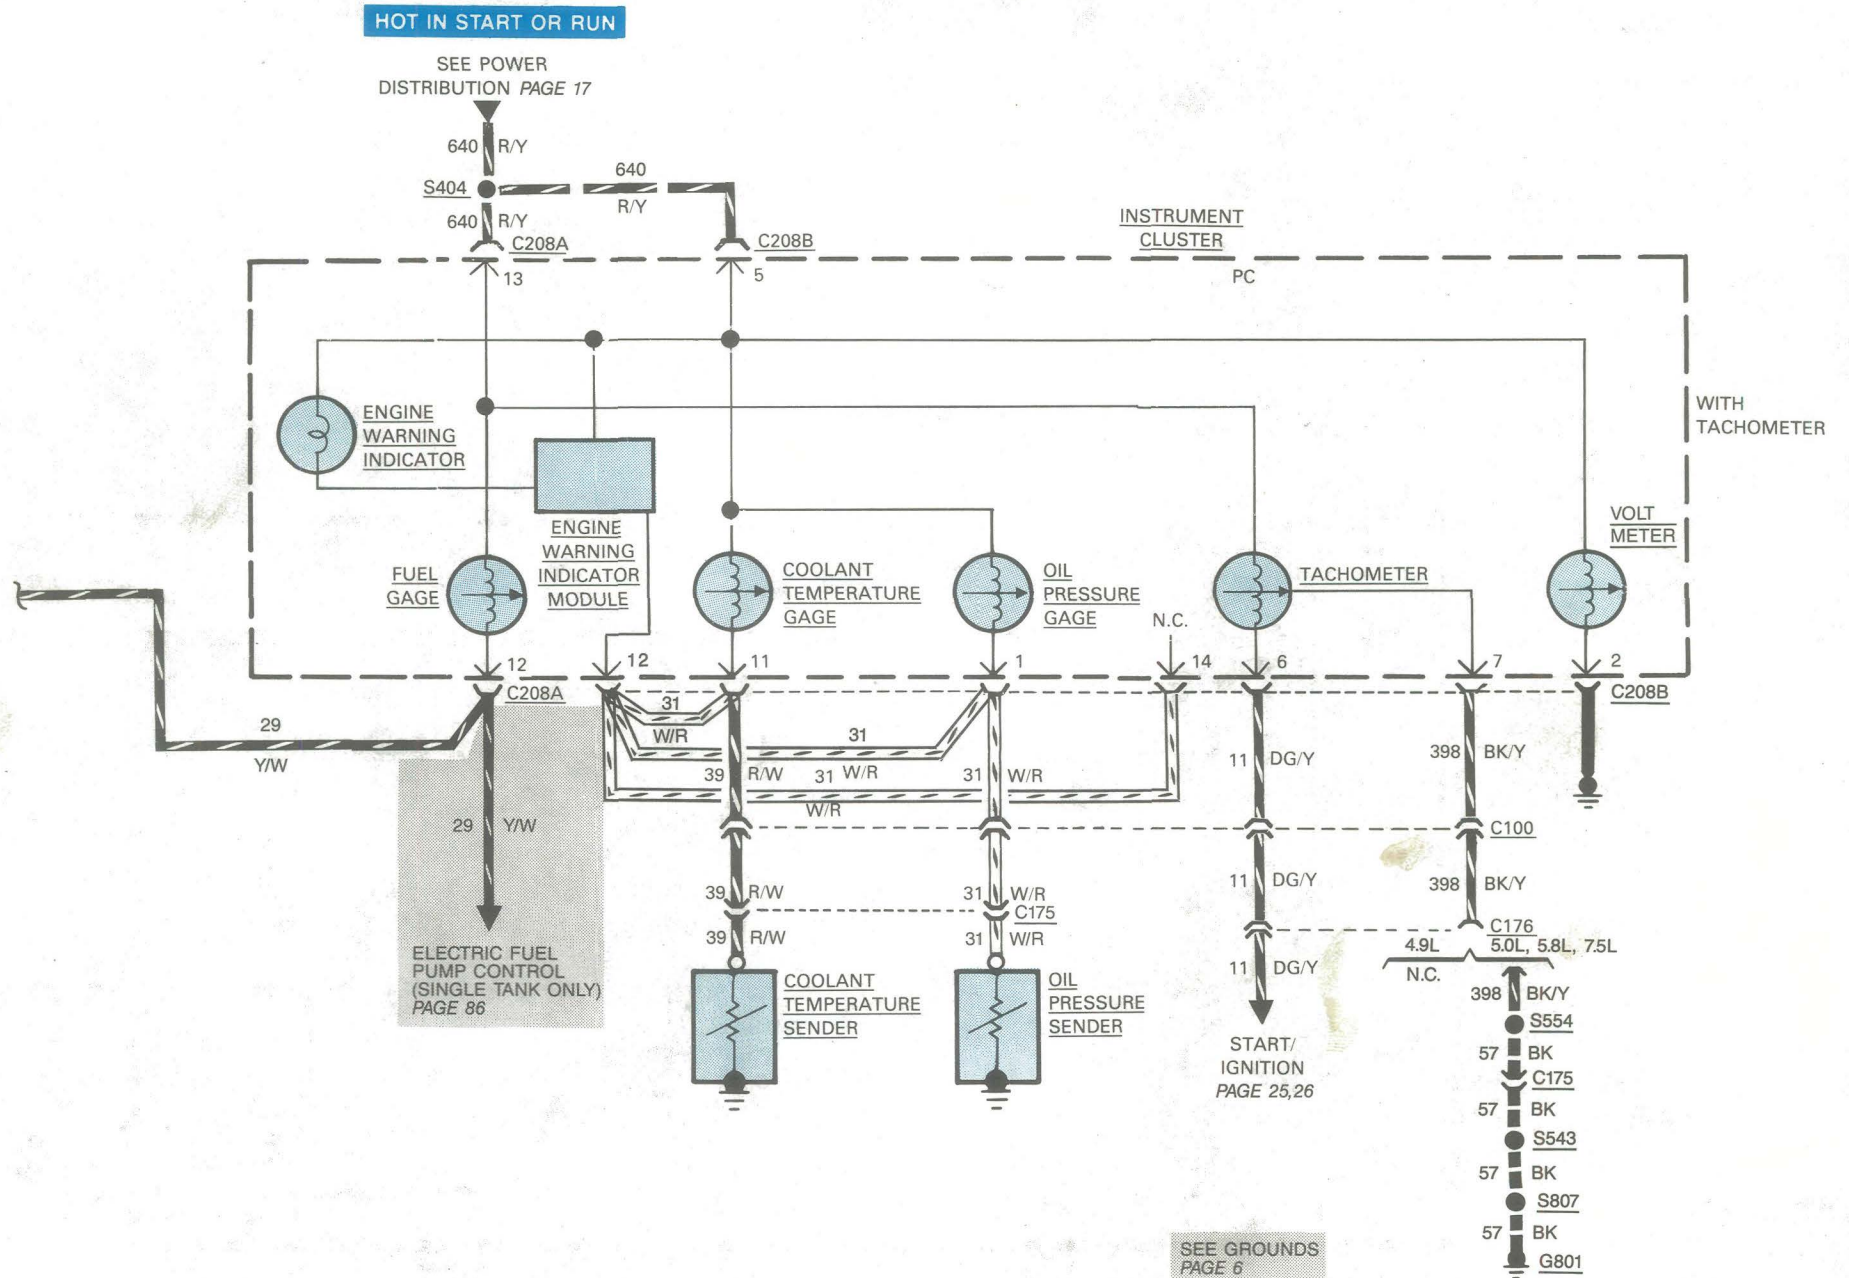 HOT IN START OR RUN
SEE POWER
DISTRIBUTION PAGE 17
640 R/Y
S404
640
R/Y
640 R/Y
C208A
C208B
INSTRUMENT
CLUSTER
13
5
PC
WITH
TACHOMETER
ENGINE
WARNING
INDICATOR
ENGINE
WARNING
INDICATOR
MODULE
FUEL
GAGE
COOLANT
TEMPERATURE
GAGE
OIL
PRESSURE
GAGE
N.C.
TACHOMETER
VOLT
METER
12
12
11
1
14
6
7
2
C208A
C208B
31
W/R
31
W/R
31
W/R
29
Y/W
39 R/W
31 W/R
11 DG/Y
398 BK/Y
29 Y/W
C100
39 R/W
31 W/R
11 DG/Y
398 BK/Y
C175
C176
39 R/W
31 W/R
11 DG/Y
4.9L
5.0L, 5.8L, 7.5L
N.C.
ELECTRIC FUEL
PUMP CONTROL
(SINGLE TANK ONLY)
PAGE 86
COOLANT
TEMPERATURE
SENDER
OIL
PRESSURE
SENDER
START/
IGNITION
PAGE 25,26
398 BK/Y
S554
57 BK
C175
57 BK
S543
57 BK
S807
57 BK
G801
SEE GROUNDS
PAGE 6